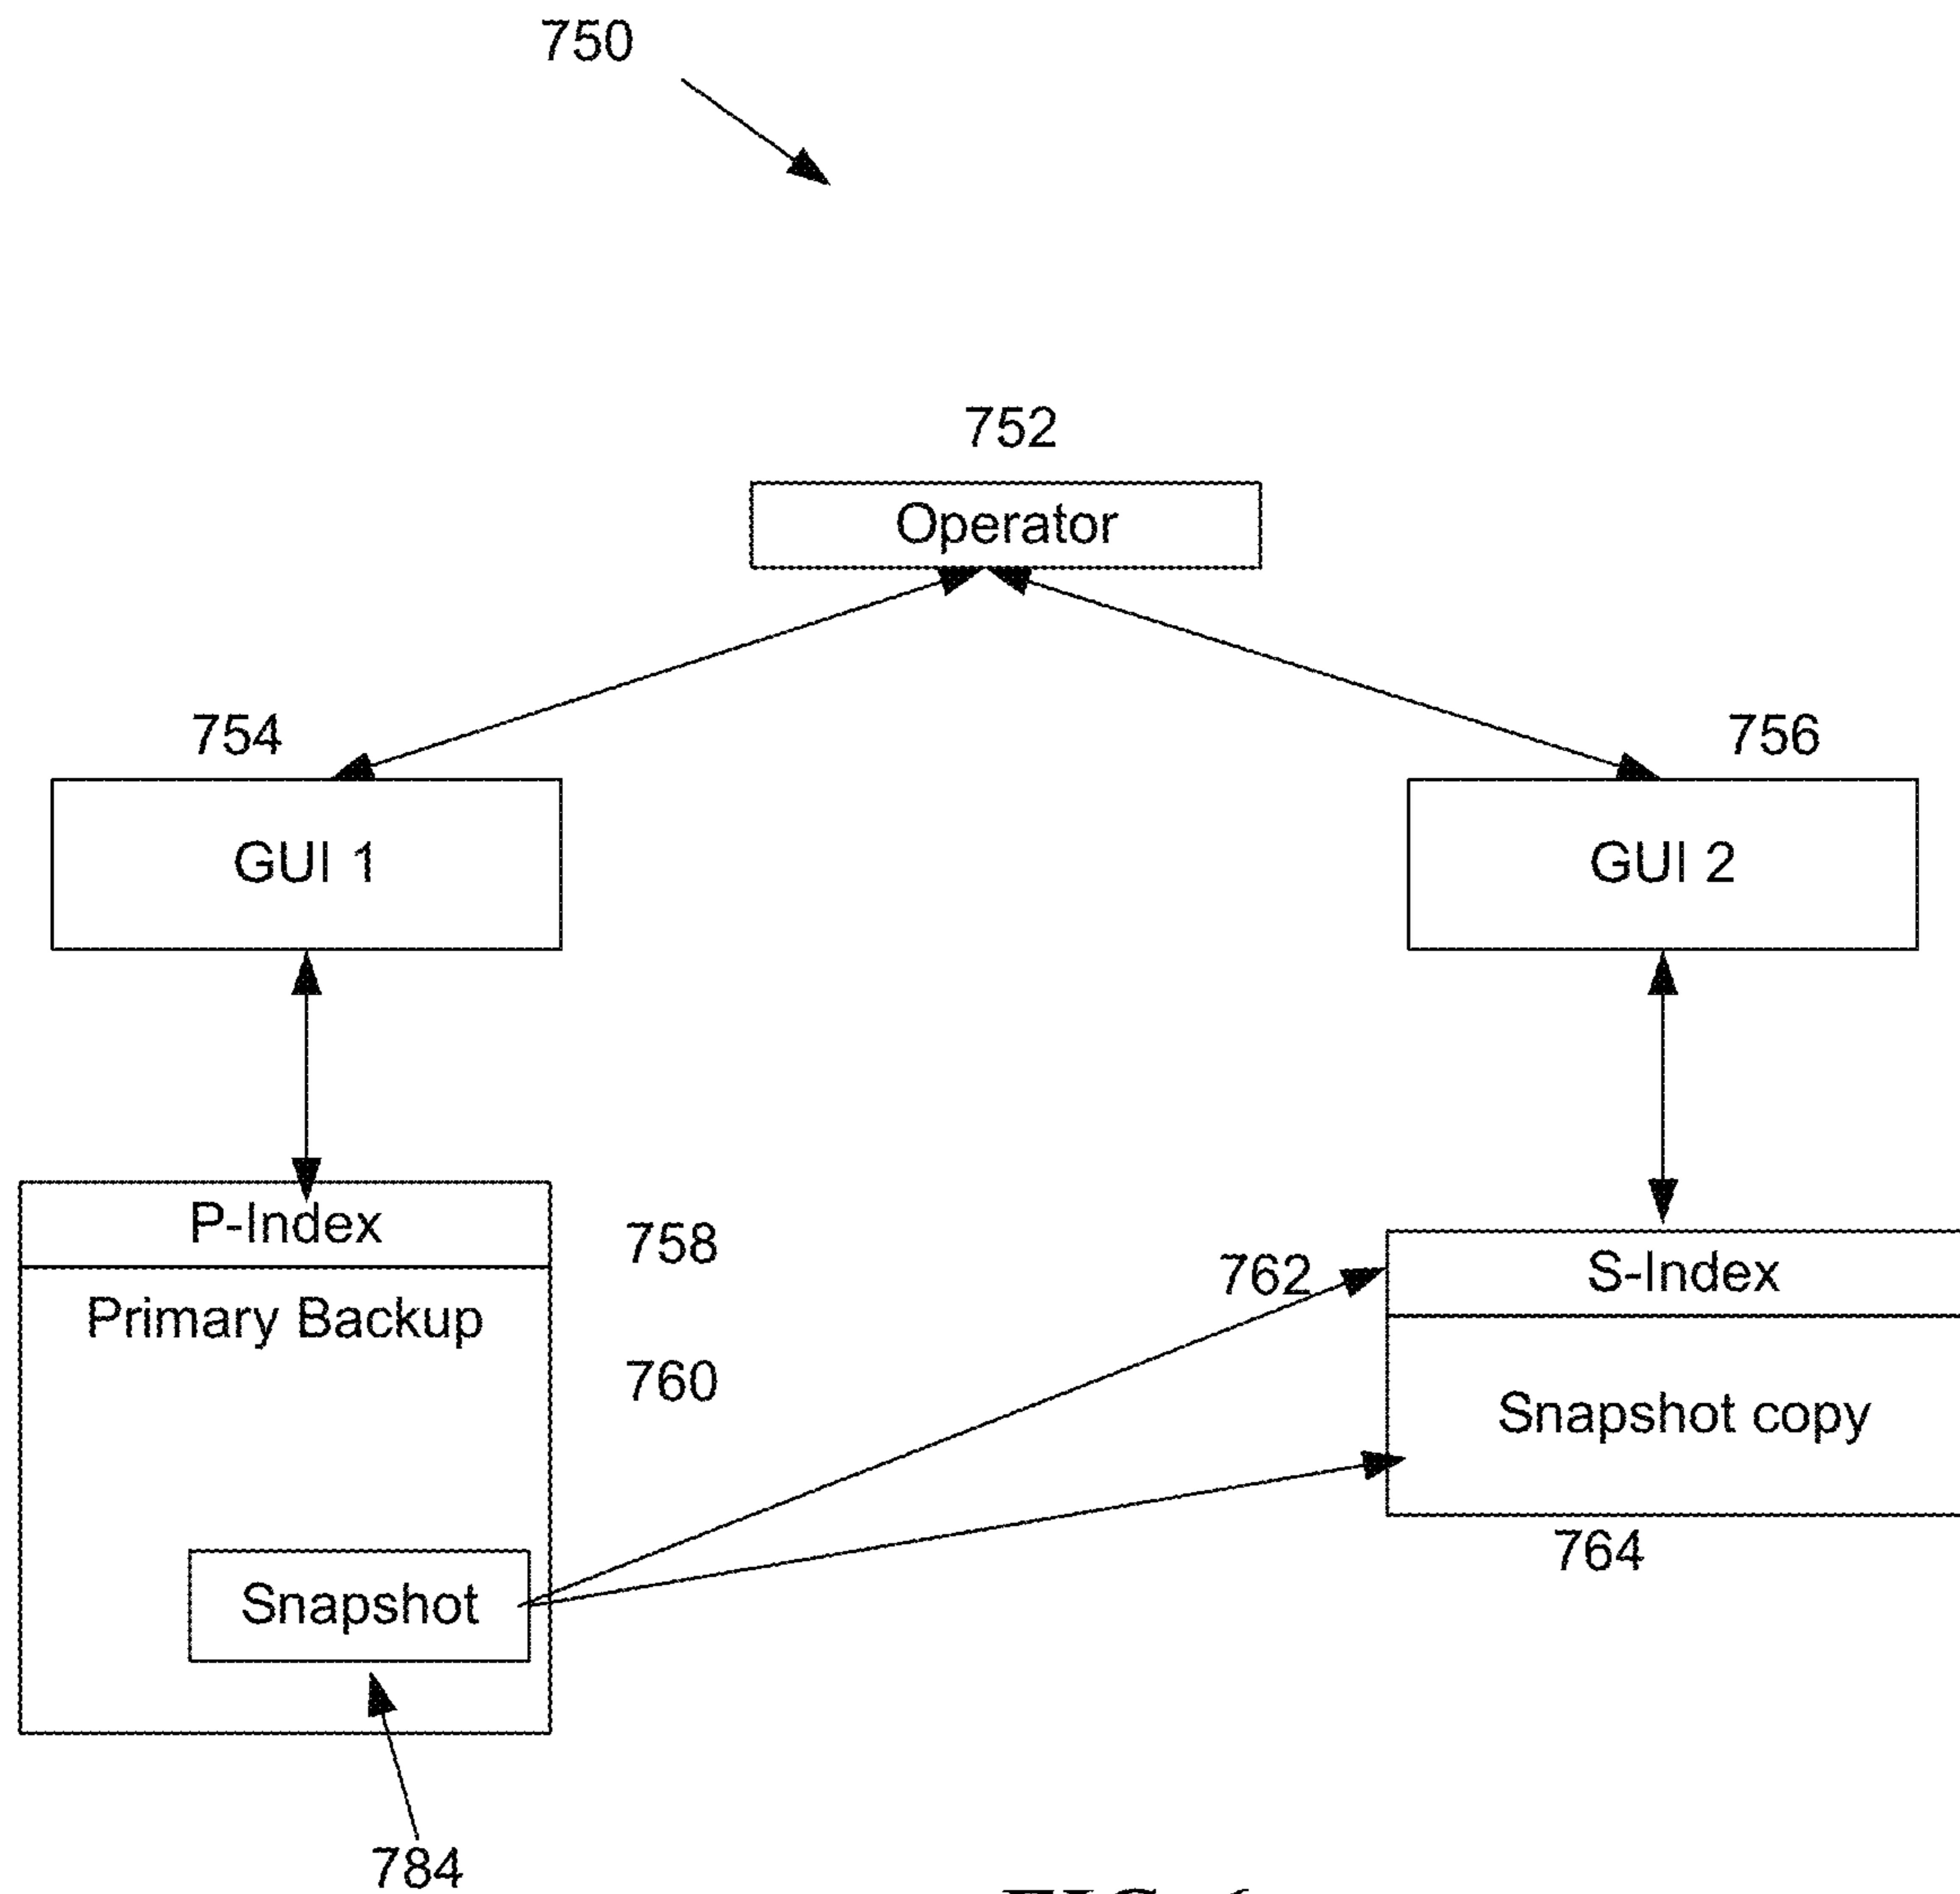 750
752
Operator
754
756
GUI 1
GUI 2
P-Index
758
762
S-Index
Primary Backup
760
Snapshot copy
764
Snapshot
784